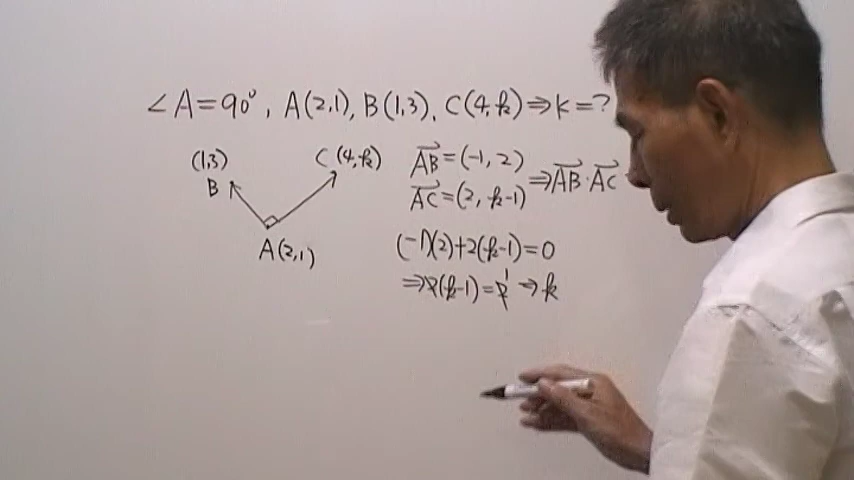 ∠A=90°, A(2,1), B(1,3), C(4,k)⇒k=?
(1,3)
B
C (4,k)
A(2,1)
AB=(-1,2)
AC=(2,k-1)
⇒AB·AC
(-1)(2)+2(k-1)=0
⇒2(k-1)=2 1 ⇒k